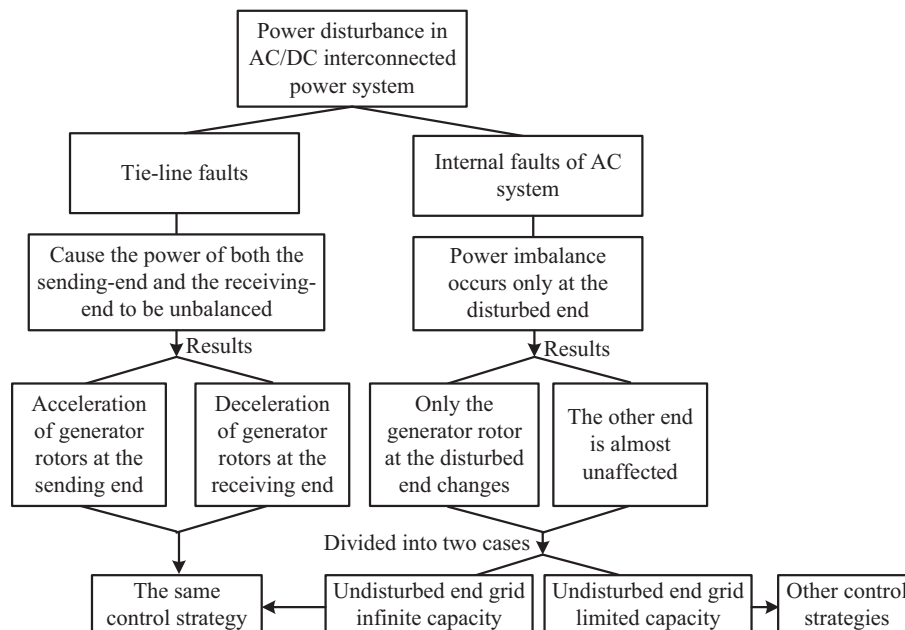 Power disturbance in
AC/DC interconnected
power system
Tie-line faults
Internal faults of AC
system
Cause the power of both the
sending-end and the receiving-
end to be unbalanced
Power imbalance
occurs only at the
disturbed end
Results
Results
Acceleration
of generator
rotors at the
sending end
Deceleration
of generator
rotors at the
receiving end
Only the
generator rotor
at the disturbed
end changes
The other end
is almost
unaffected
Divided into two cases
The same
control strategy
Undisturbed end grid
infinite capacity
Undisturbed end grid
limited capacity
Other control
strategies